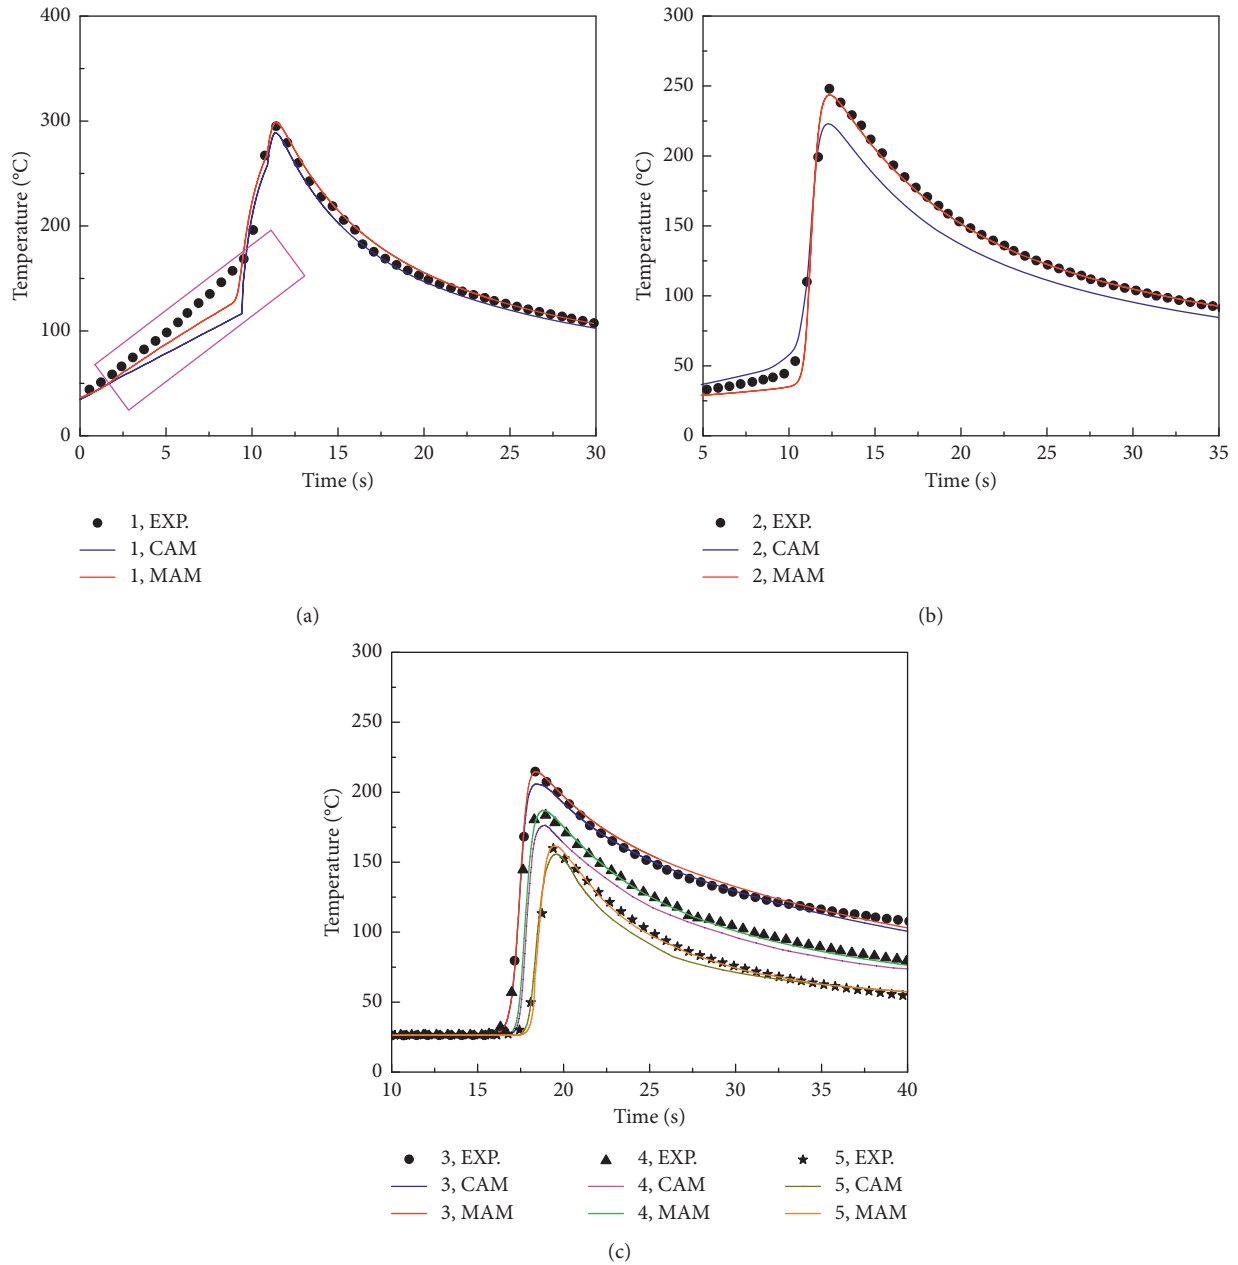 400
300
200
100
0
Temperature (°C)
0 5 10 15 20 25 30
Time (s)
1, EXP.
1, CAM
1, MAM
(a)
300
250
200
150
100
50
0
Temperature (°C)
5 10 15 20 25 30 35
Time (s)
2, EXP.
2, CAM
2, MAM
(b)
300
250
200
150
100
50
0
Temperature (°C)
10 15 20 25 30 35 40
Time (s)
3, EXP. 4, EXP. 5, EXP.
3, CAM 4, CAM 5, CAM
3, MAM 4, MAM 5, MAM
(c)